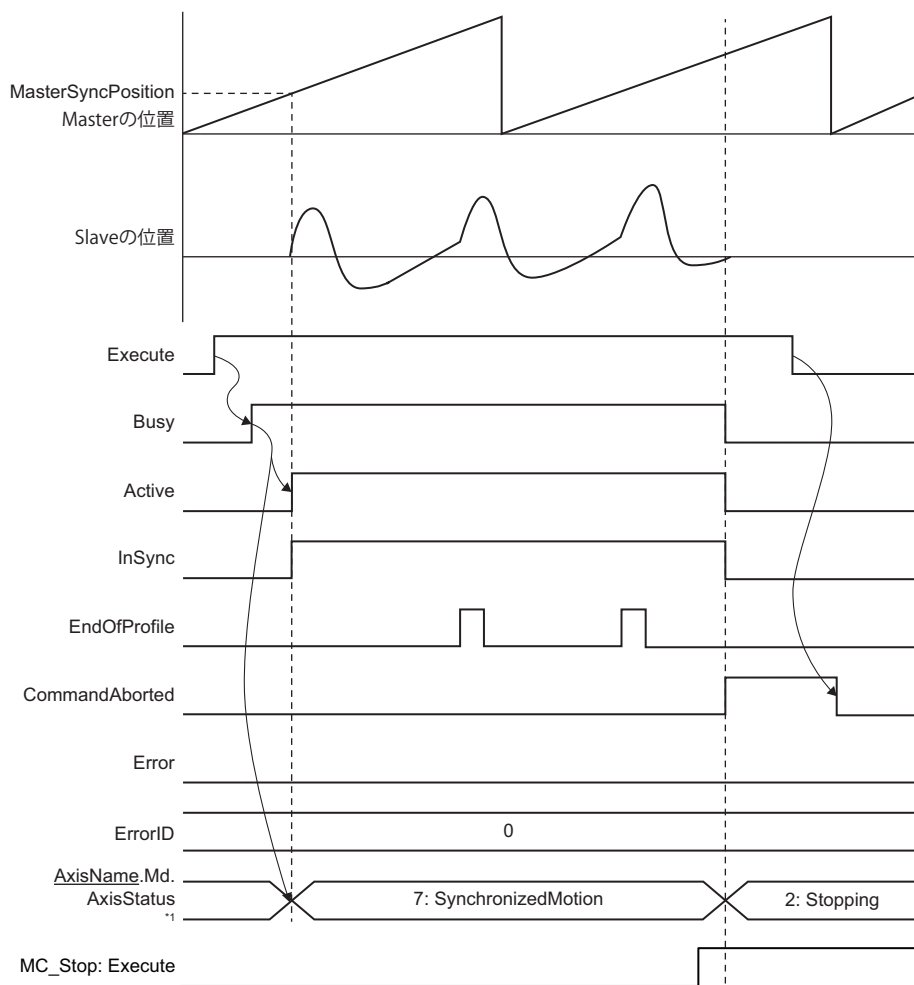 MasterSyncPosition
Masterの位置
Slaveの位置
Execute
Busy
Active
InSync
EndOfProfile
CommandAborted
Error
ErrorID
0
AxisName.Md.
AxisStatus
*1
7: SynchronizedMotion
2: Stopping
MC_Stop: Execute